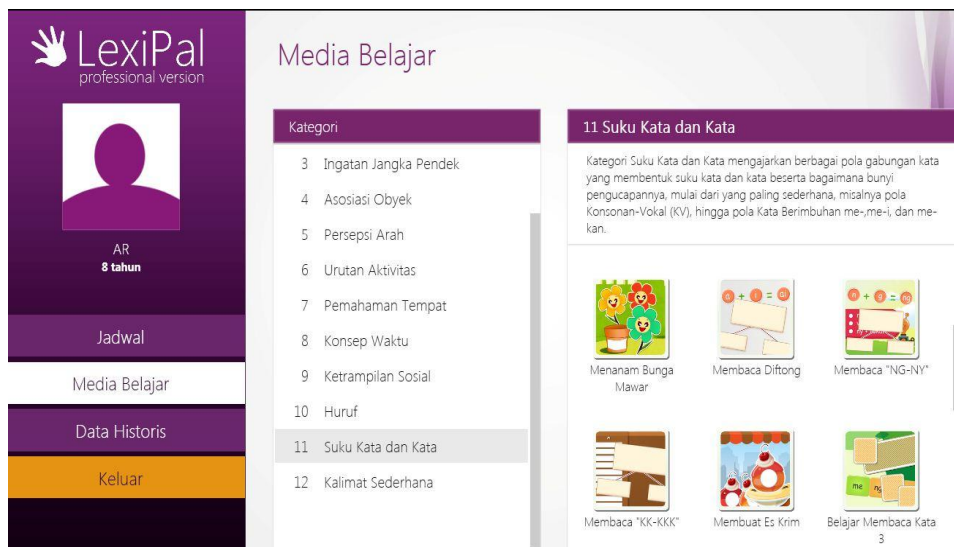 LexiPal
professional version
AR
8 tahun
Jadwal
Media Belajar
Data Historis
Keluar
Media Belajar
Kategori
3 Ingatan Jangka Pendek
4 Asosiasi Obyek
5 Persepsi Arah
6 Urutan Aktivitas
7 Pemahaman Tempat
8 Konsep Waktu
9 Ketrampilan Sosial
10 Huruf
11 Suku Kata dan Kata
12 Kalimat Sederhana
11 Suku Kata dan Kata
Kategori Suku Kata dan Kata mengajarkan berbagai pola gabungan kata
yang membentuk suku kata dan kata beserta bagaimana bunyi
pengucapannya, mulai dari yang paling sederhana, misalnya pola
Konsonan-Vokal (KV), hingga pola Kata Berimbuhan me-,me-i, dan me-
kan.
Menanam Bunga
Mawar
Membaca Diftong
n + g = ng
Membaca "NG-NY"
Membaca "KK-KKK"
Membuat Es Krim
me ng
Belajar Membaca Kata
3